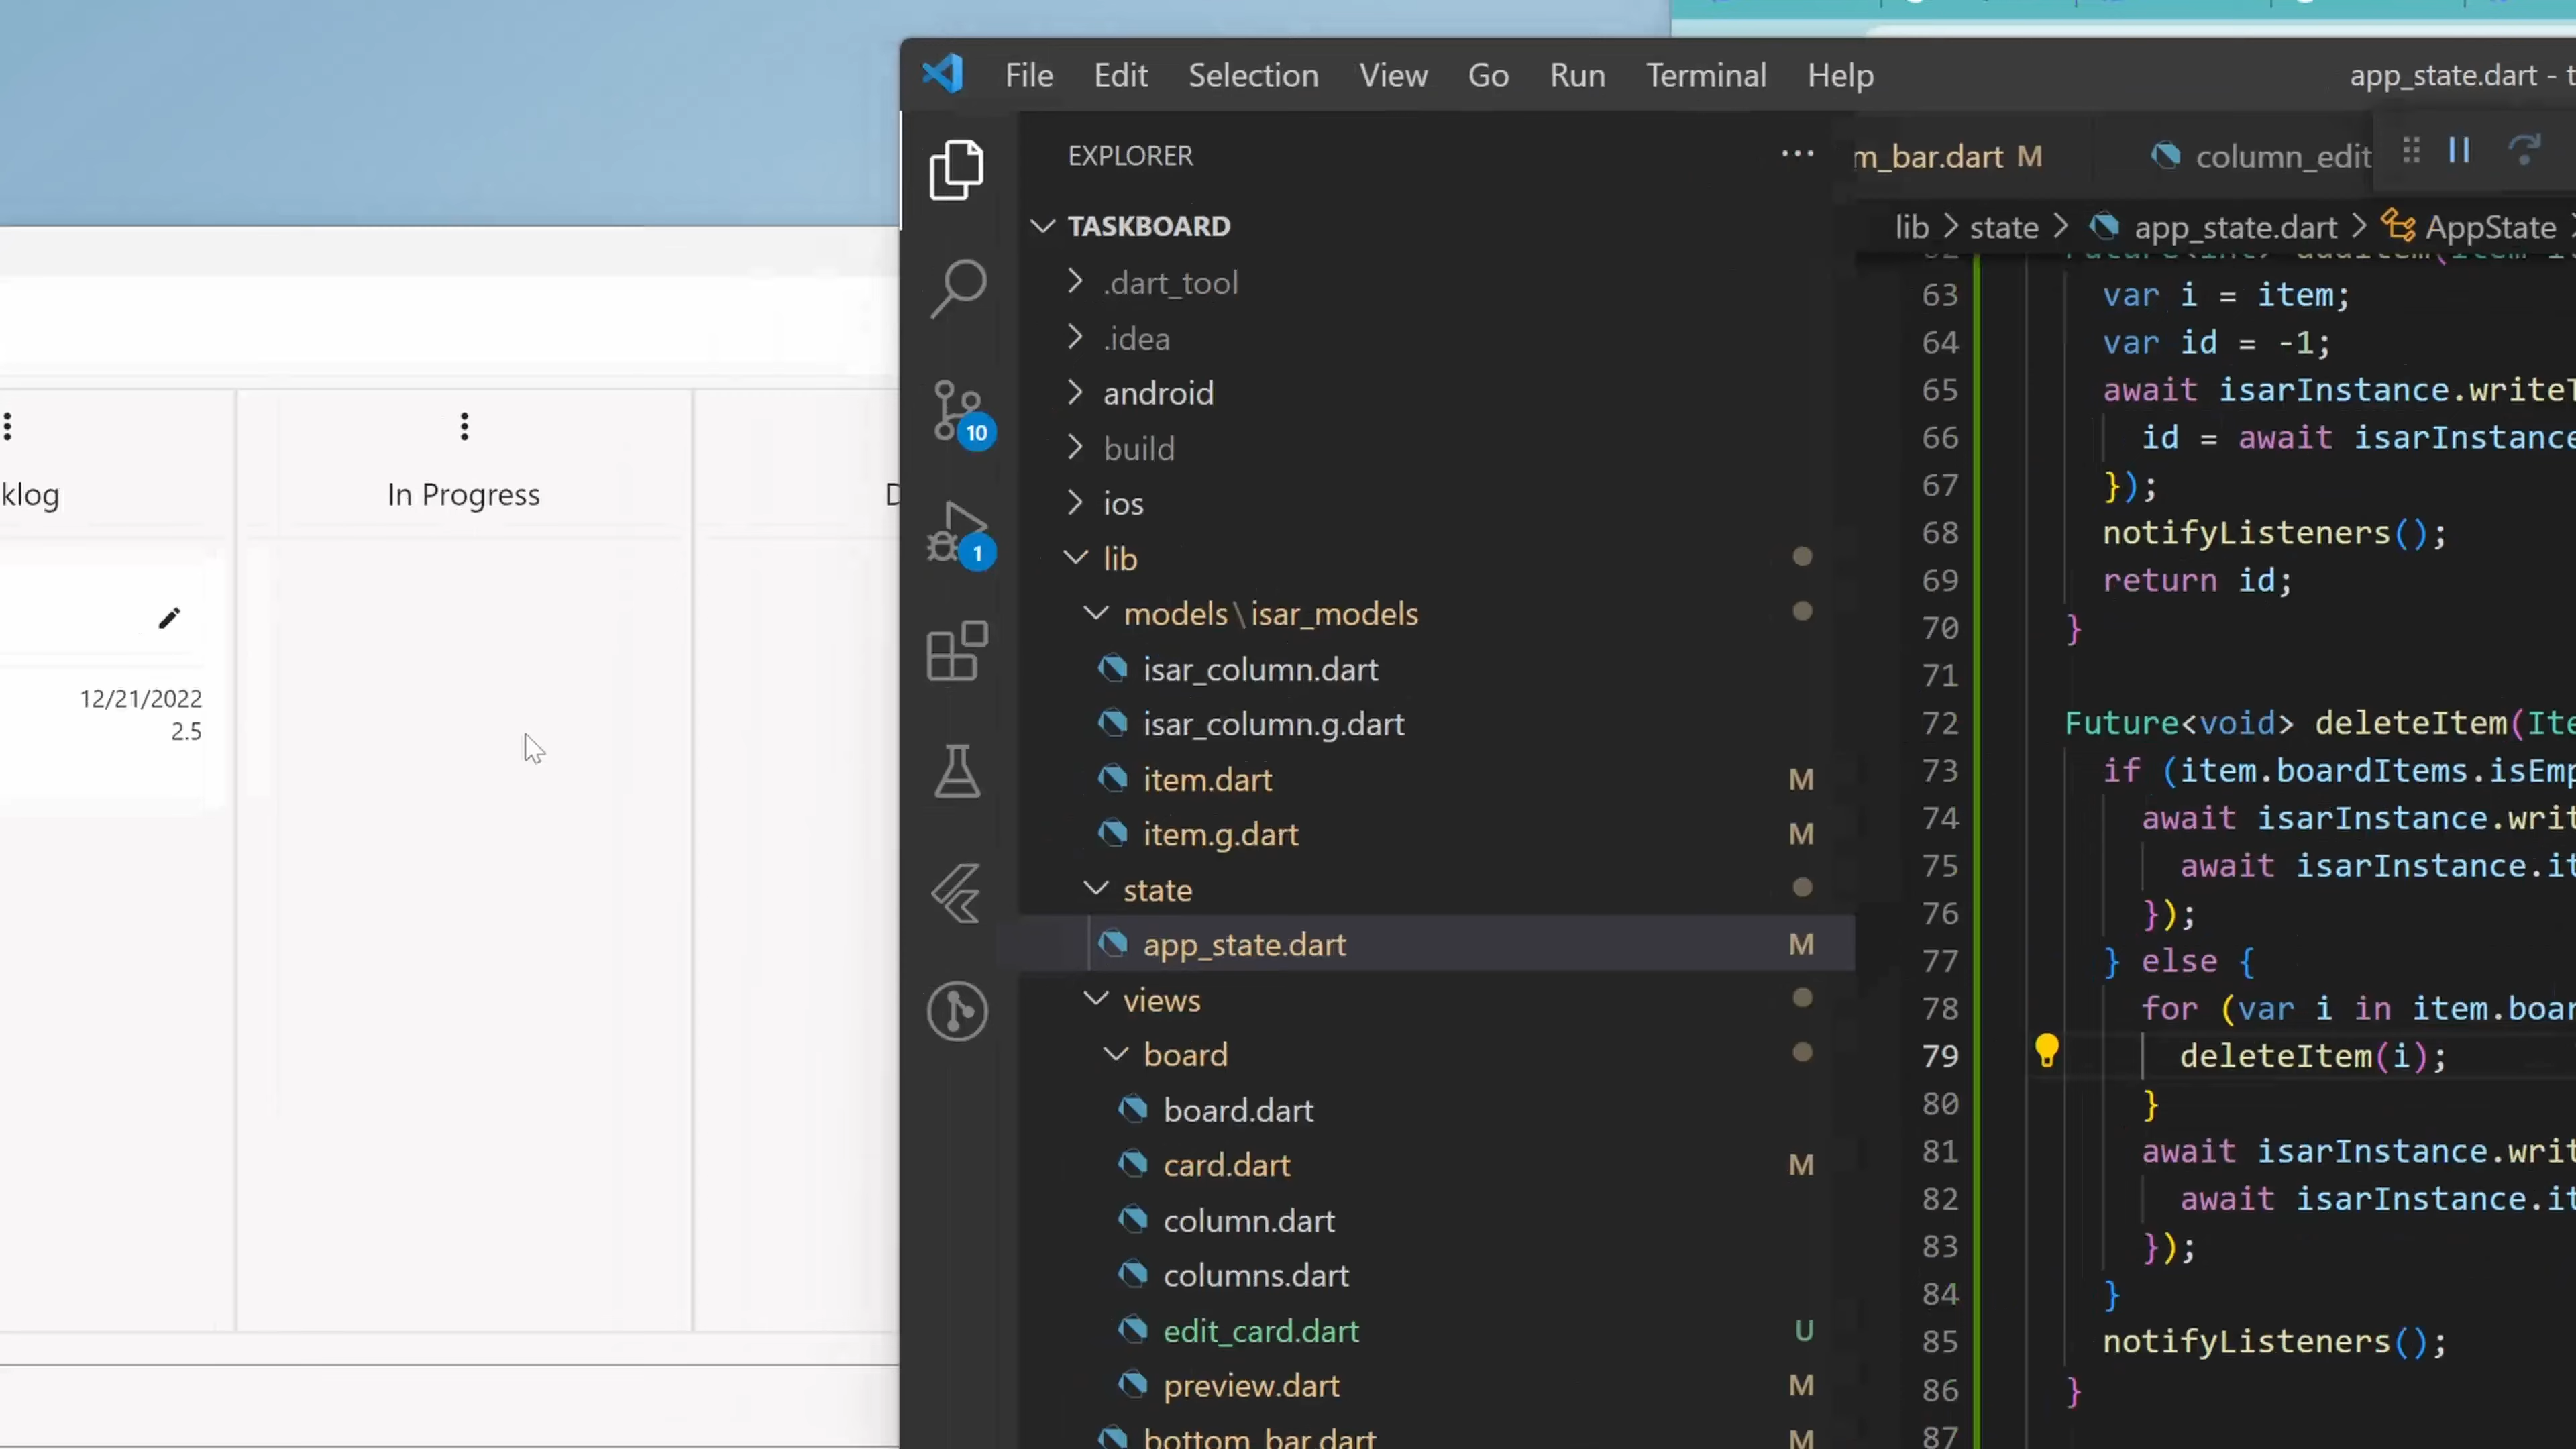 klog
In Progress
12/21/2022
2.5
File Edit Selection View Go Run Terminal Help
app_state.dart -
EXPLORER
TASKBOARD
.dart_tool
.idea
android
build
10
ios
1
lib
models\isar_models
isar_column.dart
isar_column.g.dart
item.dart M
item.g.dart M
state
app_state.dart M
views
board
board.dart
card.dart M
column.dart
columns.dart
edit_card.dart U
preview.dart M
bottom_bar.dart M
m_bar.dart M
column_edit
lib > state > app_state.dart > AppState >
63 var i = item;
64 var id = -1;
65 await isarInstance.writeT
66 id = await isarInstance
67 });
68 notifyListeners();
69 return id;
70 }
71
72 Future<void> deleteItem(Ite
73 if (item.boardItems.isEmp
74 await isarInstance.writ
75 await isarInstance.it
76 });
77 } else {
78 for (var i in item.boar
79 deleteItem(i);
80 }
81 await isarInstance.writ
82 await isarInstance.it
83 });
84 }
85 notifyListeners();
86 }
87